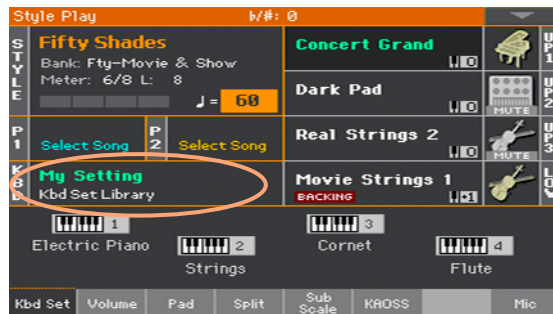 Style Play
b/#: 0
STYLE
Fifty Shades
Bank: Fty-Movie & Show
Meter: 6/8 L: 8
♩= 60
P1
Select Song
P2
Select Song
KBD
My Setting
Kbd Set Library
Concert Grand
U 0
UP1
Dark Pad
U 0
MUTE
UP2
Real Strings 2
U 0
MUTE
UP3
Movie Strings 1
BACKING
U +1
LOW
1
Electric Piano
2
Strings
3
Cornet
4
Flute
Kbd Set
Volume
Pad
Split
Sub Scale
KAOSS
Mic